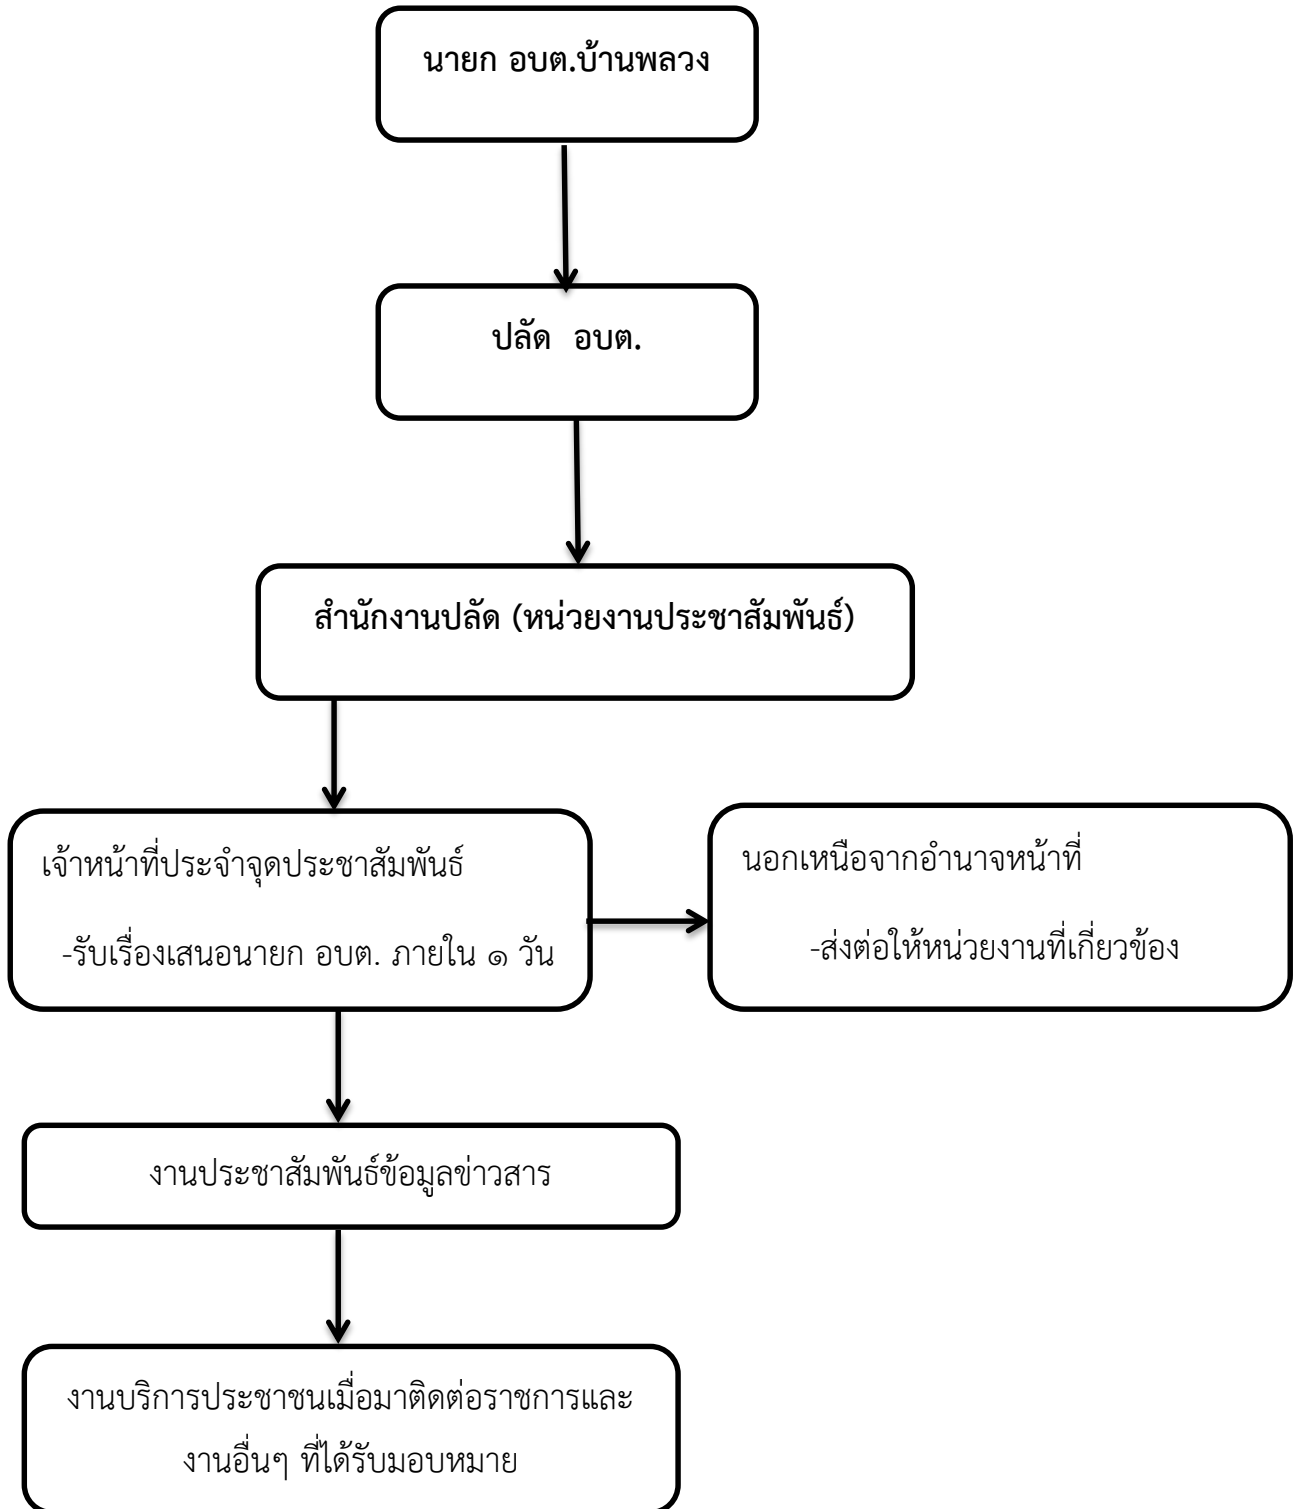 นายก อบต.บ้านพลวง
ปลัด อบต.
สำนักงานปลัด (หน่วยงานประชาสัมพันธ์)
เจ้าหน้าที่ประจำจุดประชาสัมพันธ์
-รับเรื่องเสนอนายก อบต. ภายใน ๑ วัน
นอกเหนือจากอำนาจหน้าที่
-ส่งต่อให้หน่วยงานที่เกี่ยวข้อง
งานประชาสัมพันธ์ข้อมูลข่าวสาร
งานบริการประชาชนเมื่อมาติดต่อราชการและ
งานอื่นๆ ที่ได้รับมอบหมาย